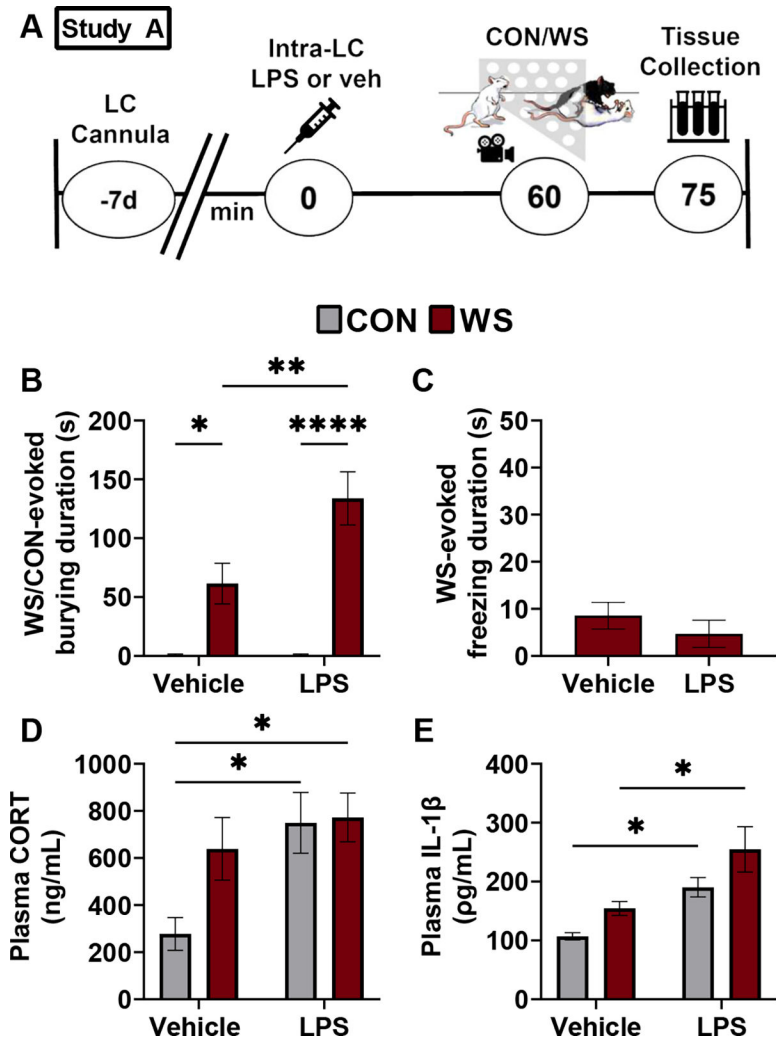 A Study A
Intra-LC
LPS or veh
CON/WS
Tissue
Collection
LC
Cannula
-7d
min
0
60
75
CON WS
B
WS/CON-evoked
burying duration (s)
200
150
100
50
0
*
****
**
Vehicle LPS
C
WS-evoked
freezing duration (s)
50
40
30
20
10
0
Vehicle LPS
D
Plasma CORT
(ng/mL)
1000
800
600
400
200
0
*
*
Vehicle LPS
E
Plasma IL-1β
(ρg/mL)
400
300
200
100
0
*
*
Vehicle LPS